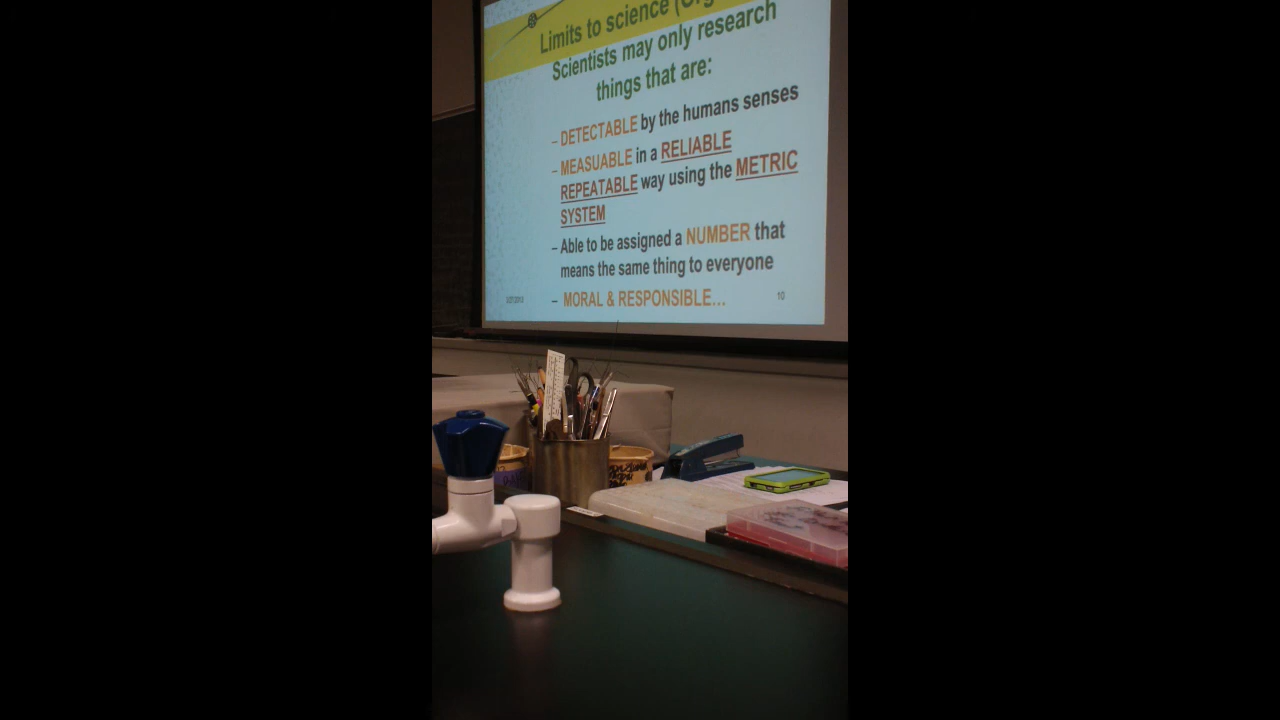 Limits to science (Org
Scientists may only research
things that are:
– DETECTABLE by the humans senses
– MEASUABLE in a RELIABLE
REPEATABLE way using the METRIC
SYSTEM
– Able to be assigned a NUMBER that
means the same thing to everyone
– MORAL & RESPONSIBLE...
10